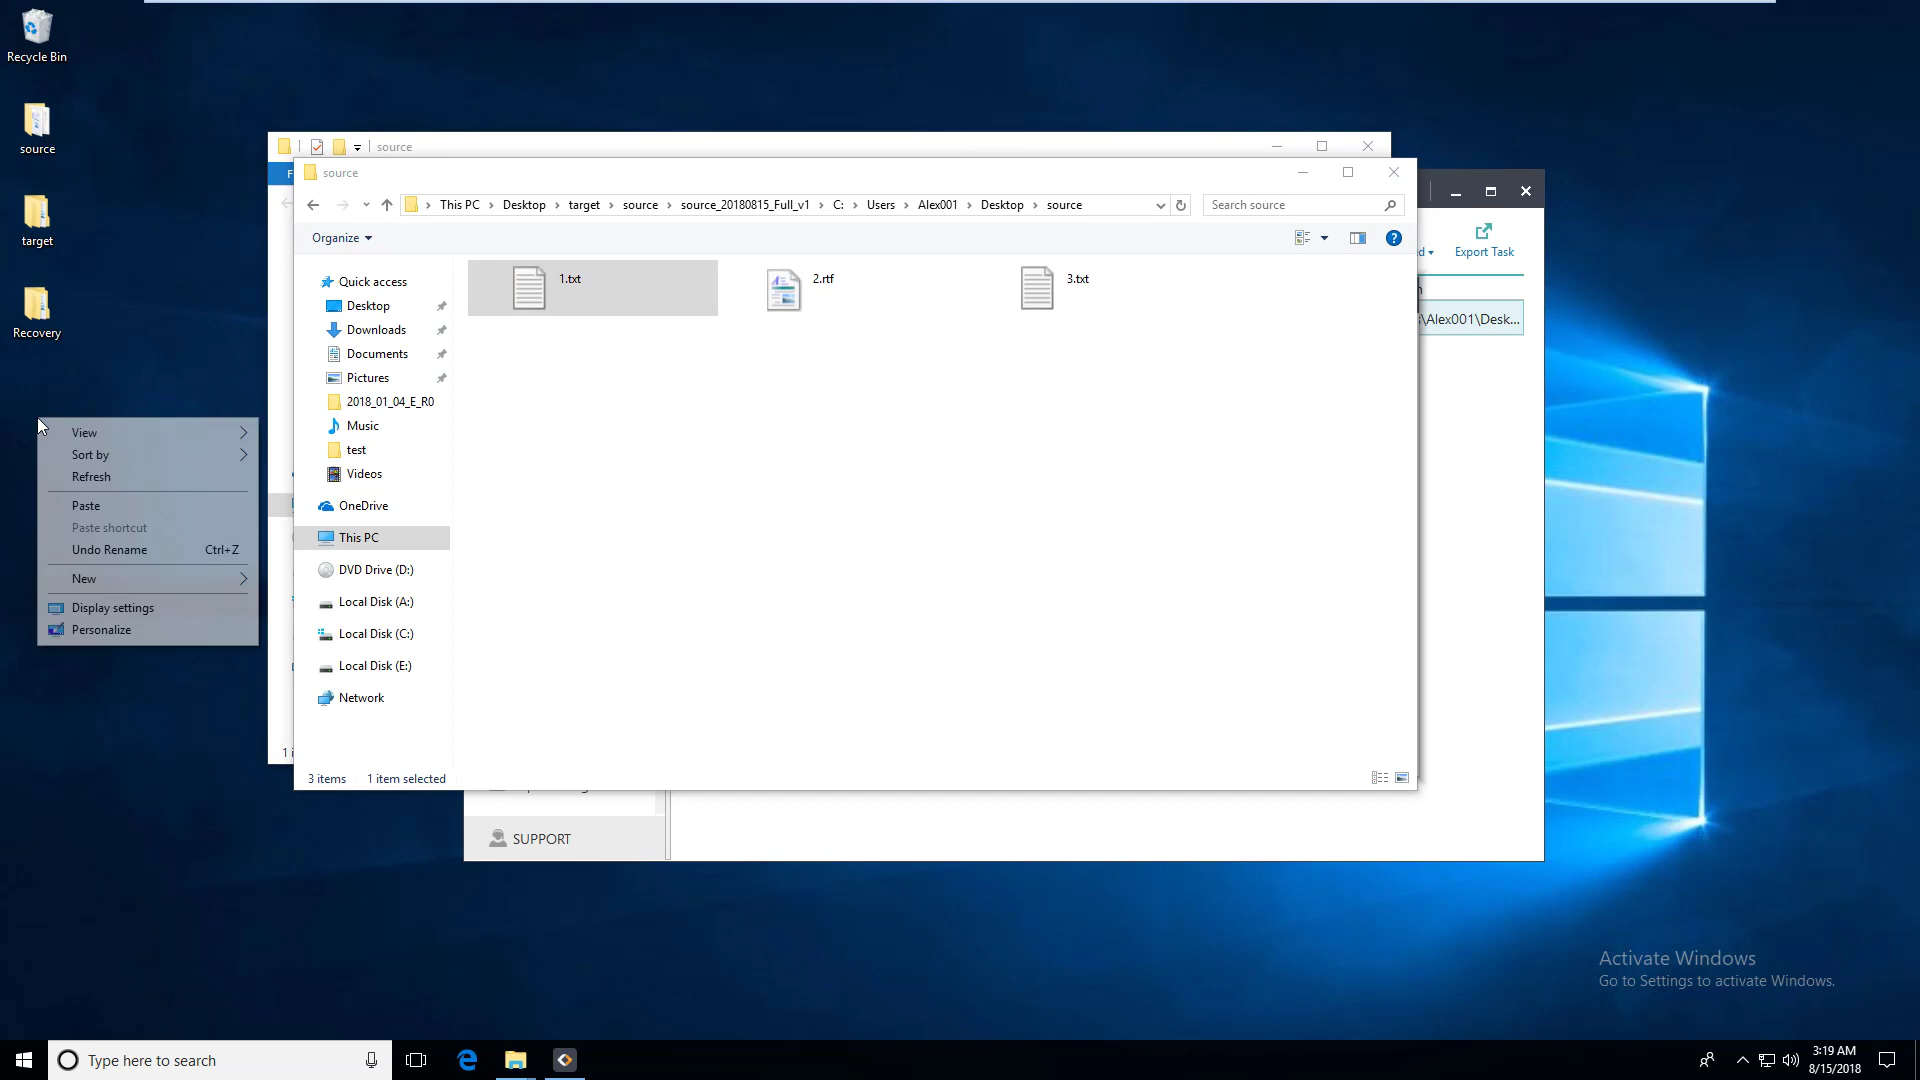 Recycle Bin
source
target
Recovery
View
Sort by
Refresh
Paste
Paste shortcut
Undo Rename Ctrl+Z
New
Display settings
Personalize
source
F
source
This PC Desktop target source source_20180815_Full_v1 C: Users Alex001 Desktop source
Search source
Organize
Quick access
Desktop
Downloads
Documents
Pictures
2018_01_04_E_R0
Music
test
Videos
OneDrive
This PC
DVD Drive (D:)
Local Disk (A:)
Local Disk (C:)
Local Disk (E:)
Network
1.txt
2.rtf
3.txt
3 items 1 item selected
1 i
Export Task
\Alex001\Desk...
SUPPORT
Activate Windows
Go to Settings to activate Windows.
Type here to search
3:19 AM
8/15/2018